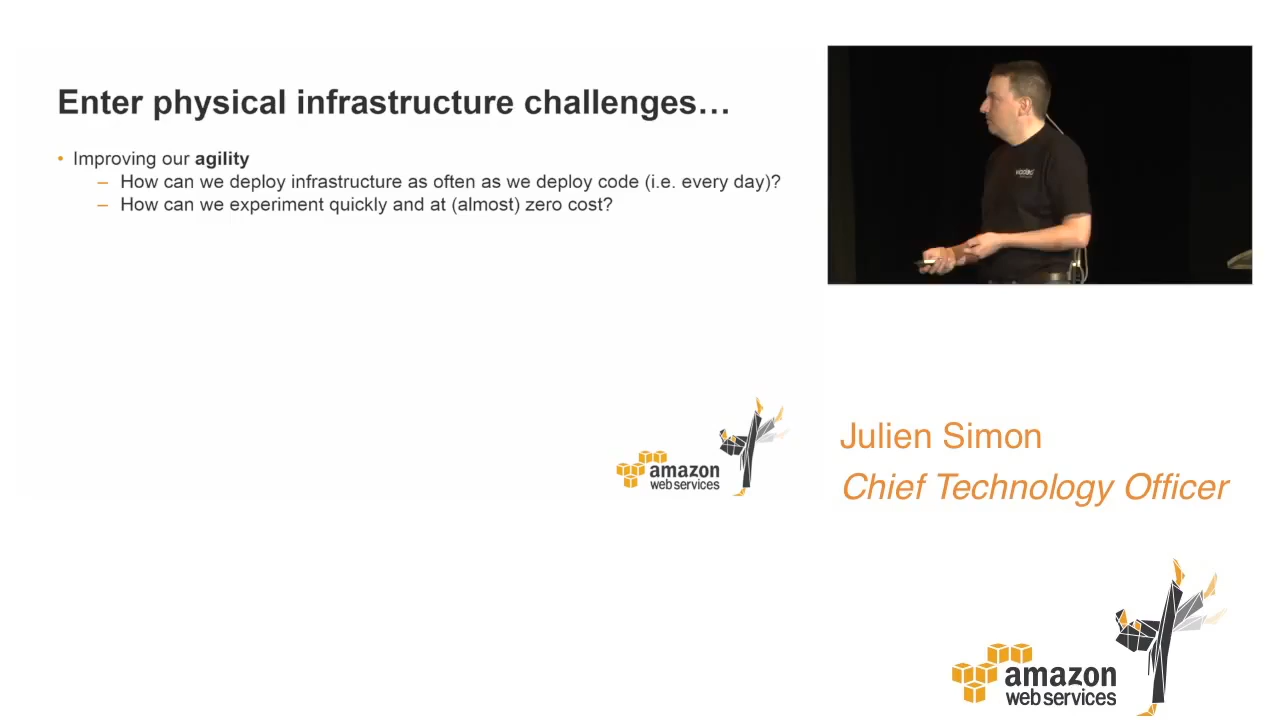 Enter physical infrastructure challenges…
• Improving our agility
– How can we deploy infrastructure as often as we deploy code (i.e. every day)?
– How can we experiment quickly and at (almost) zero cost?
amazon
web services
Julien Simon
Chief Technology Officer
amazon
web services